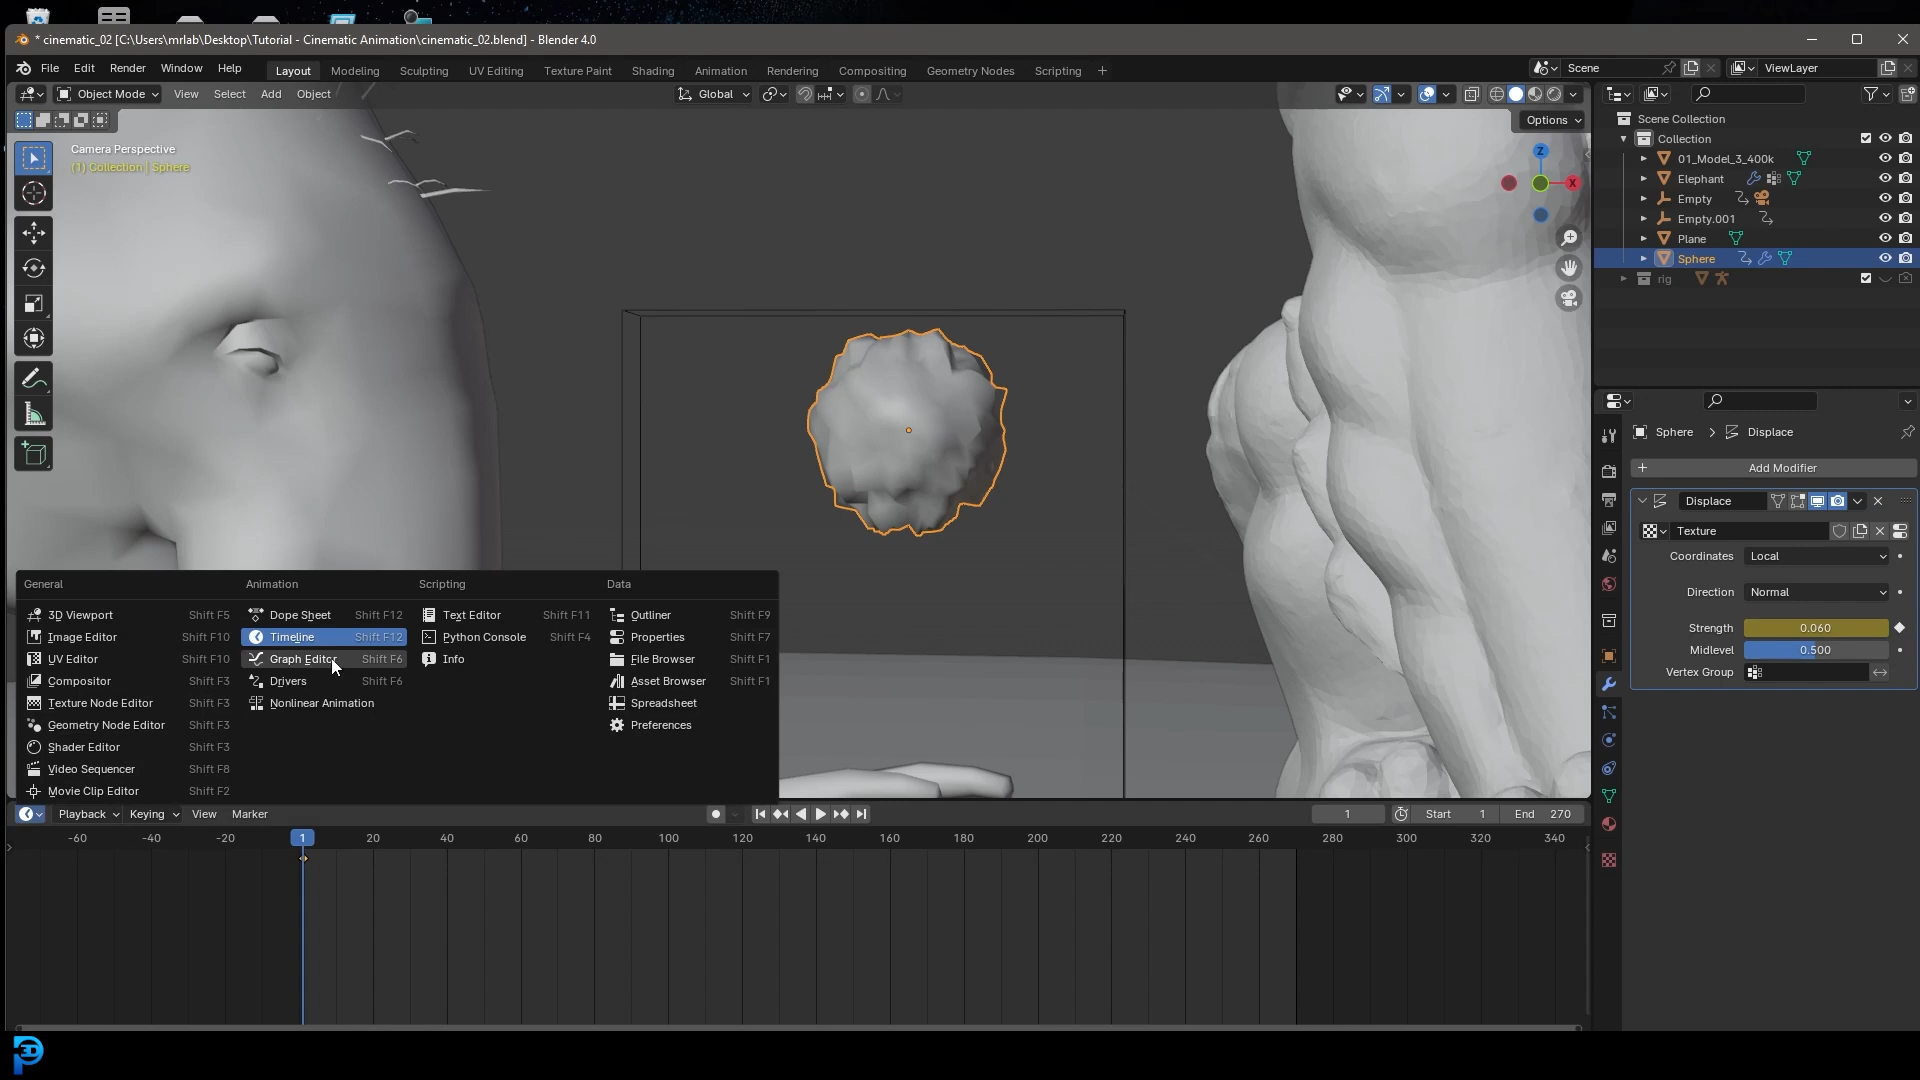 * cinematic_02 [C:\Users\mrlab\Desktop\Tutorial - Cinematic Animation\cinematic_02.blend] - Blender 4.0
File Edit Render Window Help Layout Modeling Sculpting UV Editing Texture Paint Shading Animation Rendering Compositing Geometry Nodes Scripting + Scene ViewLayer
Object Mode View Select Add Object Global
Options
Camera Perspective
(1) Collection | Sphere
Z
X
Scene Collection
Collection
01_Model_3_400k
Elephant
Empty
Empty.001
Plane
Sphere
rig
Sphere > Displace
+ Add Modifier
Displace
Texture
Coordinates Local
Direction Normal
Strength 0.060
Midlevel 0.500
Vertex Group
General Animation Scripting Data
3D Viewport Shift F5 Dope Sheet Shift F12 Text Editor Shift F11 Outliner Shift F9
Image Editor Shift F10 Timeline Shift F12 Python Console Shift F4 Properties Shift F7
UV Editor Shift F10 Graph Editor Shift F6 Info File Browser Shift F1
Compositor Shift F3 Drivers Shift F6 Asset Browser Shift F1
Texture Node Editor Shift F3 Nonlinear Animation Spreadsheet
Geometry Node Editor Shift F3 Preferences
Shader Editor Shift F3
Video Sequencer Shift F8
Movie Clip Editor Shift F2
Playback Keying View Marker 1 Start 1 End 270
-60 -40 -20 1 20 40 60 80 100 120 140 160 180 200 220 240 260 280 300 320 340
3D